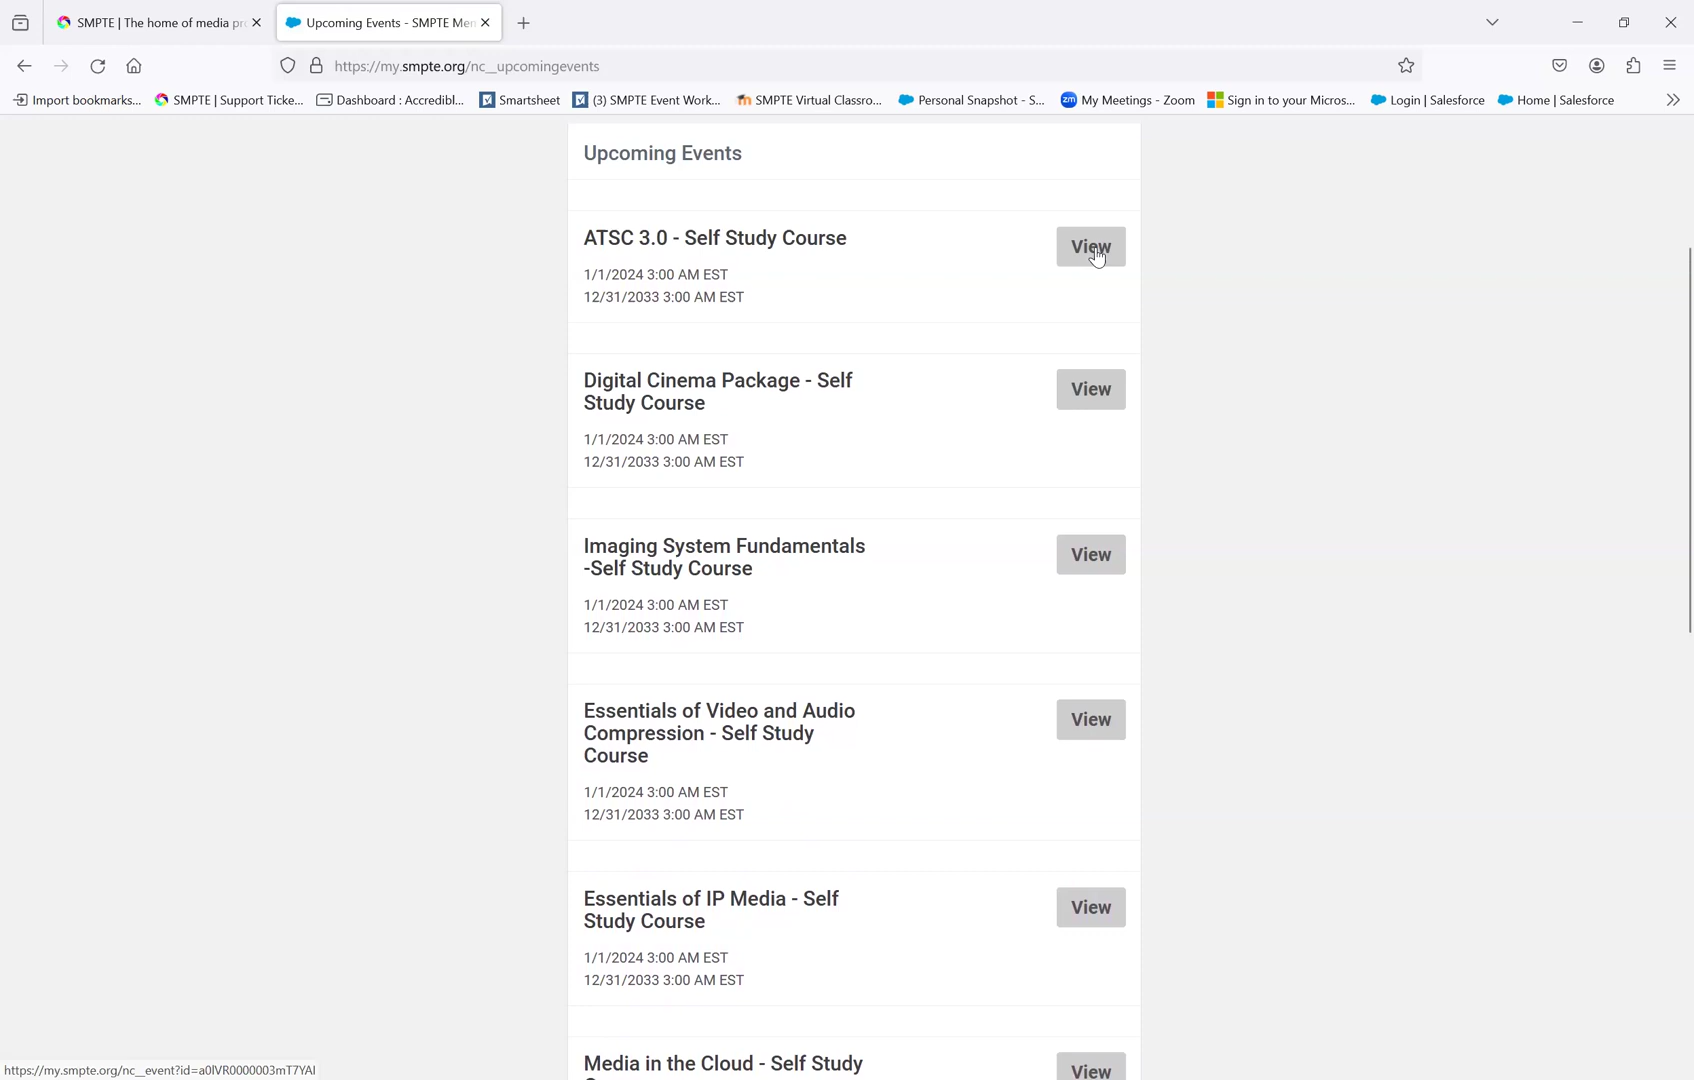 SMPTE | The home of media pr
Upcoming Events - SMPTE Mem
https://my.smpte.org/nc__upcomingevents
Import bookmarks...
SMPTE | Support Ticke...
Dashboard : Accredibl...
Smartsheet
(3) SMPTE Event Work...
SMPTE Virtual Classro...
Personal Snapshot - S...
zm My Meetings - Zoom
Sign in to your Micros...
Login | Salesforce
Home | Salesforce
Upcoming Events
ATSC 3.0 - Self Study Course
View
1/1/2024 3:00 AM EST
12/31/2033 3:00 AM EST
Digital Cinema Package - Self
Study Course
View
1/1/2024 3:00 AM EST
12/31/2033 3:00 AM EST
Imaging System Fundamentals
-Self Study Course
View
1/1/2024 3:00 AM EST
12/31/2033 3:00 AM EST
Essentials of Video and Audio
Compression - Self Study
Course
View
1/1/2024 3:00 AM EST
12/31/2033 3:00 AM EST
Essentials of IP Media - Self
Study Course
View
1/1/2024 3:00 AM EST
12/31/2033 3:00 AM EST
Media in the Cloud - Self Study
View
https://my.smpte.org/nc__event?id=a0lVR0000003mT7YAI